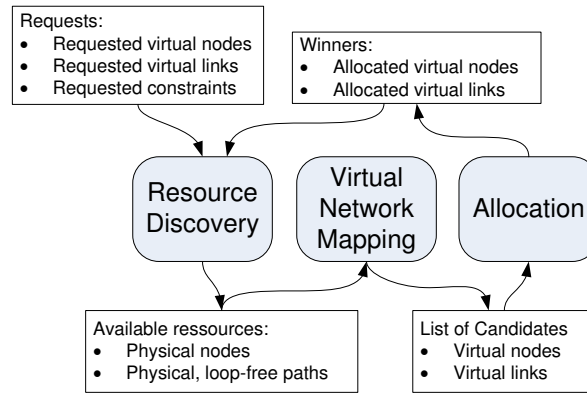 Requests:
• Requested virtual nodes
• Requested virtual links
• Requested constraints
Winners:
• Allocated virtual nodes
• Allocated virtual links
Resource
Discovery
Virtual
Network
Mapping
Allocation
Available ressources:
• Physical nodes
• Physical, loop-free paths
List of Candidates
• Virtual nodes
• Virtual links